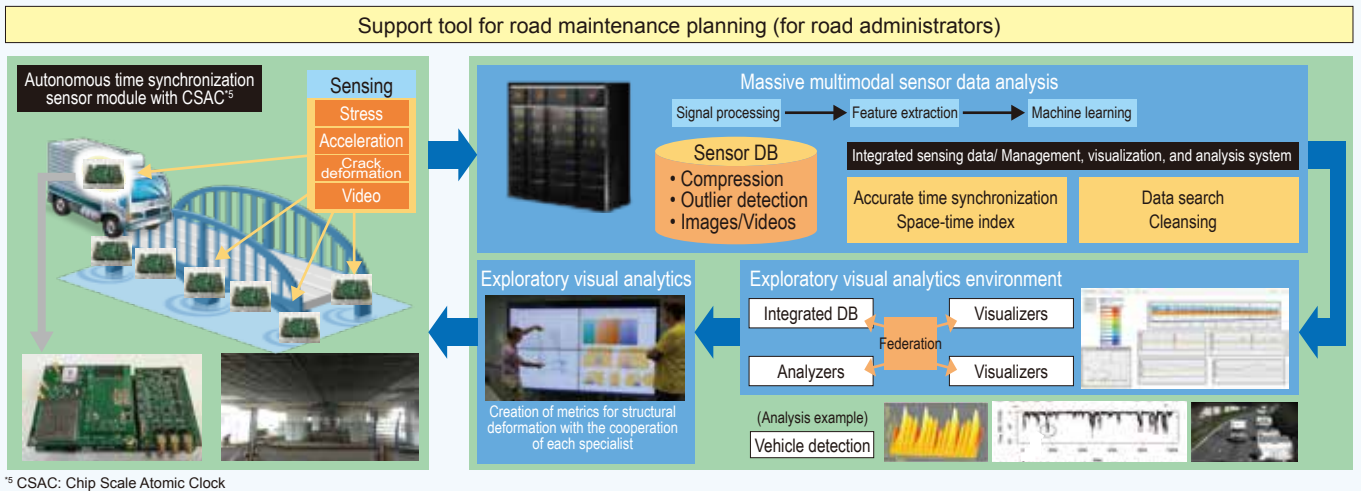 Support tool for road maintenance planning (for road administrators)
Autonomous time synchronization
sensor module with CSAC*5
Sensing
Stress
Acceleration
Crack
deformation
Video
Massive multimodal sensor data analysis
Signal processing
Feature extraction
Machine learning
Sensor DB
• Compression
• Outlier detection
• Images/Videos
Integrated sensing data/ Management, visualization, and analysis system
Accurate time synchronization
Space-time index
Data search
Cleansing
Exploratory visual analytics
Creation of metrics for structural
deformation with the cooperation
of each specialist
Exploratory visual analytics environment
Integrated DB
Visualizers
Federation
Analyzers
Visualizers
(Analysis example)
Vehicle detection
*5 CSAC: Chip Scale Atomic Clock